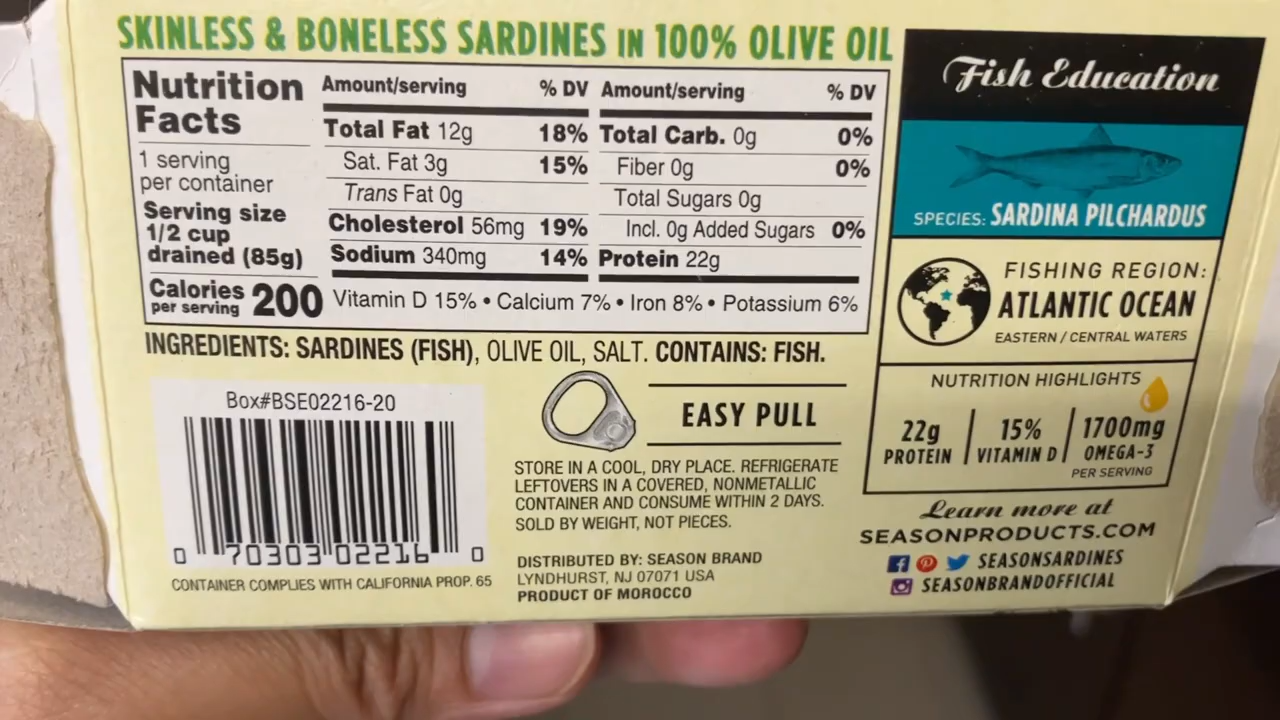 SKINLESS & BONELESS SARDINES IN 100% OLIVE OIL
Nutrition
Facts
1 serving
per container
Serving size
1/2 cup
drained (85g)
Calories
per serving 200
Amount/serving % DV
Total Fat 12g 18%
Sat. Fat 3g 15%
Trans Fat 0g
Cholesterol 56mg 19%
Sodium 340mg 14%
Amount/serving % DV
Total Carb. 0g 0%
Fiber 0g 0%
Total Sugars 0g
Incl. 0g Added Sugars 0%
Protein 22g
Vitamin D 15% • Calcium 7% • Iron 8% • Potassium 6%
INGREDIENTS: SARDINES (FISH), OLIVE OIL, SALT. CONTAINS: FISH.
Box#BSE02216-20
0 70303 02216 0
CONTAINER COMPLIES WITH CALIFORNIA PROP. 65
EASY PULL
STORE IN A COOL, DRY PLACE. REFRIGERATE
LEFTOVERS IN A COVERED, NONMETALLIC
CONTAINER AND CONSUME WITHIN 2 DAYS.
SOLD BY WEIGHT, NOT PIECES.
DISTRIBUTED BY: SEASON BRAND
LYNDHURST, NJ 07071 USA
PRODUCT OF MOROCCO
Fish Education
SPECIES: SARDINA PILCHARDUS
FISHING REGION:
ATLANTIC OCEAN
EASTERN / CENTRAL WATERS
NUTRITION HIGHLIGHTS
22g 15% 1700mg
PROTEIN VITAMIN D OMEGA-3
PER SERVING
Learn more at
SEASONPRODUCTS.COM
SEASONSARDINES
SEASONBRANDOFFICIAL